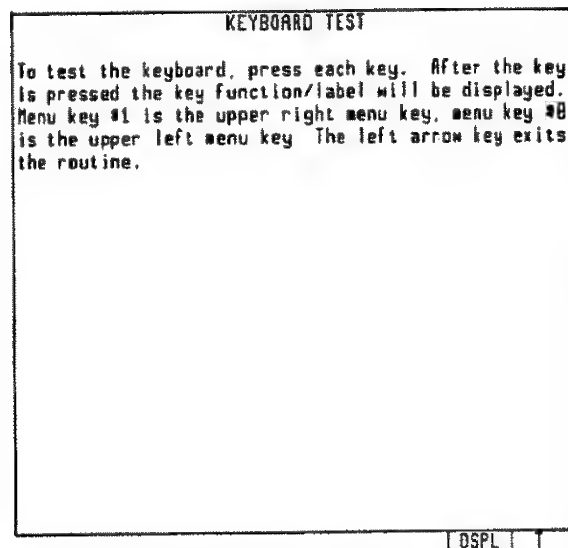 KEYBOARD TEST
To test the keyboard, press each key. After the key
is pressed the key function/label will be displayed.
Menu key #1 is the upper right menu key, menu key #8
is the upper left menu key The left arrow key exits
the routine.
DSPL